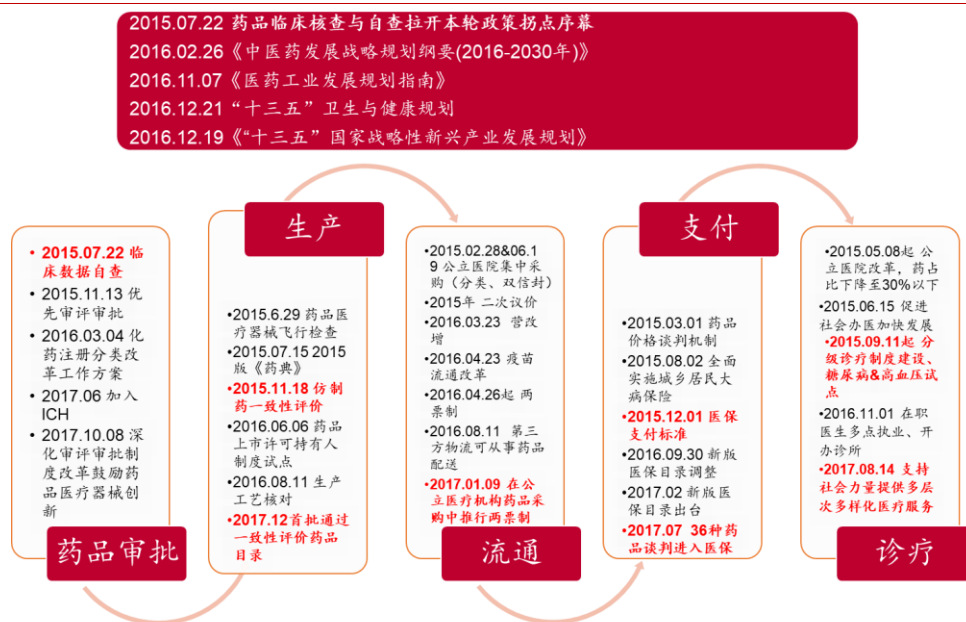 2015.07.22 药品临床核查与自查拉开本轮政策拐点序幕
2016.02.26《中医药发展战略规划纲要(2016-2030年)》
2016.11.07《医药工业发展规划指南》
2016.12.21 “十三五”卫生与健康规划
2016.12.19《“十三五”国家战略性新兴产业发展规划》
•2015.07.22 临
床数据自查
•2015.11.13 优
先审评审批
•2016.03.04 化
药注册分类改
革工作方案
•2017.06 加入
ICH
•2017.10.08 深
化审评审批制
度改革鼓励药
品医疗器械创
新
药品审批
生产
•2015.6.29 药品医
疗器械飞行检查
•2015.07.15 2015
版《药典》
•2015.11.18 仿制
药一致性评价
•2016.06.06 药品
上市许可持有人
制度试点
•2016.08.11 生产
工艺核对
•2017.12首批通过
一致性评价药品
目录
•2015.02.28&06.1
9 公立医院集中采
购（分类、双信封）
•2015年 二次议价
•2016.03.23 营改
增
•2016.04.23 疫苗
流通改革
•2016.04.26起 两
票制
•2016.08.11 第三
方物流可从事药品
配送
•2017.01.09 在公
立医疗机构药品采
购中推行两票制
流通
支付
•2015.03.01 药品
价格谈判机制
•2015.08.02 全面
实施城乡居民大
病保险
•2015.12.01 医保
支付标准
•2016.09.30 新版
医保目录调整
•2017.02 新版医
保目录出台
•2017.07 36种药
品谈判进入医保
•2015.05.08起 公
立医院改革，药占
比下降至30%以下
•2015.06.15 促进
社会办医加快发展
•2015.09.11起 分
级诊疗制度建设、
糖尿病&高血压试
点
•2016.11.01 在职
医生多点执业、开
办诊所
•2017.08.14 支持
社会力量提供多层
次多样化医疗服务
诊疗